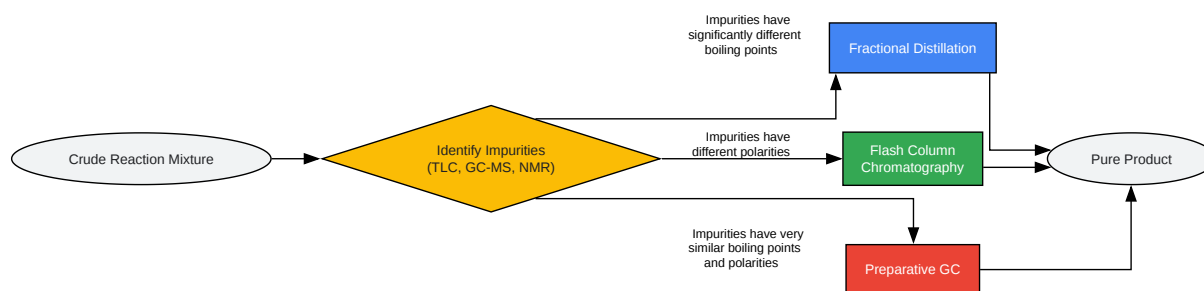 Crude Reaction Mixture
Identify Impurities
(TLC, GC-MS, NMR)
Impurities have
significantly different
boiling points
Fractional Distillation
Impurities have
different polarities
Flash Column
Chromatography
Impurities have very
similar boiling points
and polarities
Preparative GC
Pure Product